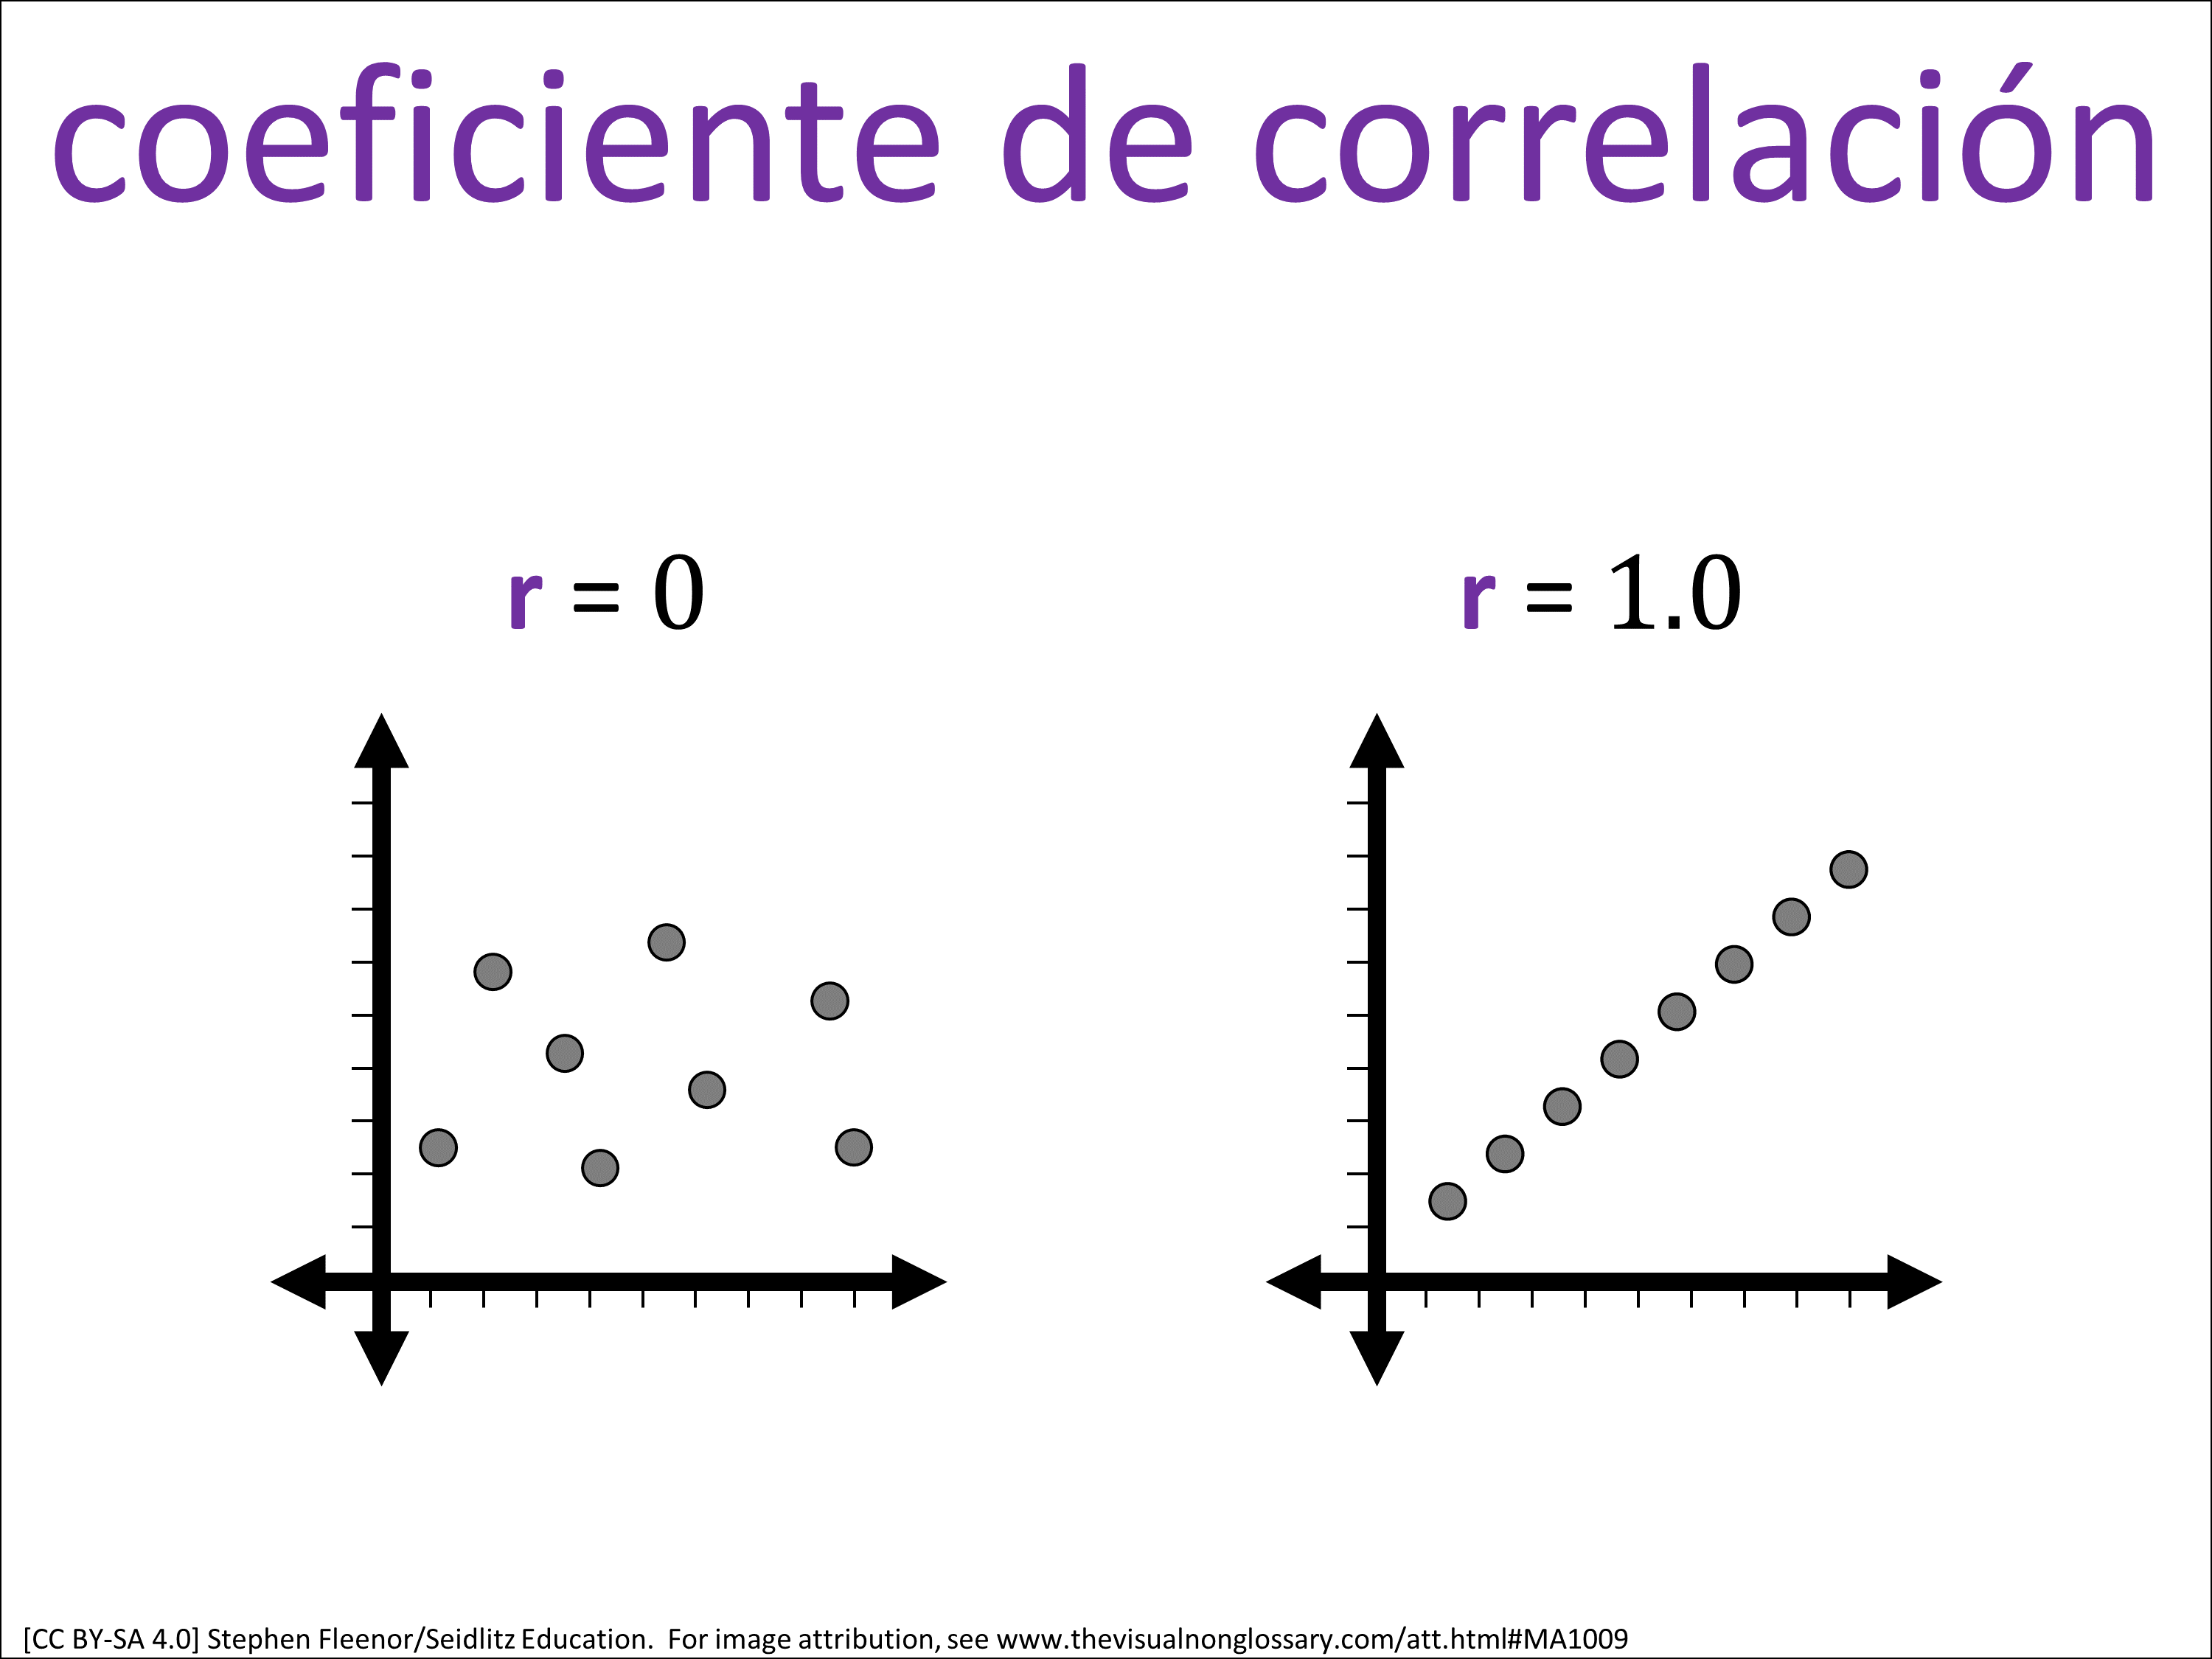 coeficiente de correlación
r = 0
r = 1.0
[CC BY-SA 4.0] Stephen Fleenor/Seidlitz Education.  For image attribution, see www.thevisualnonglossary.com/att.html#MA1009